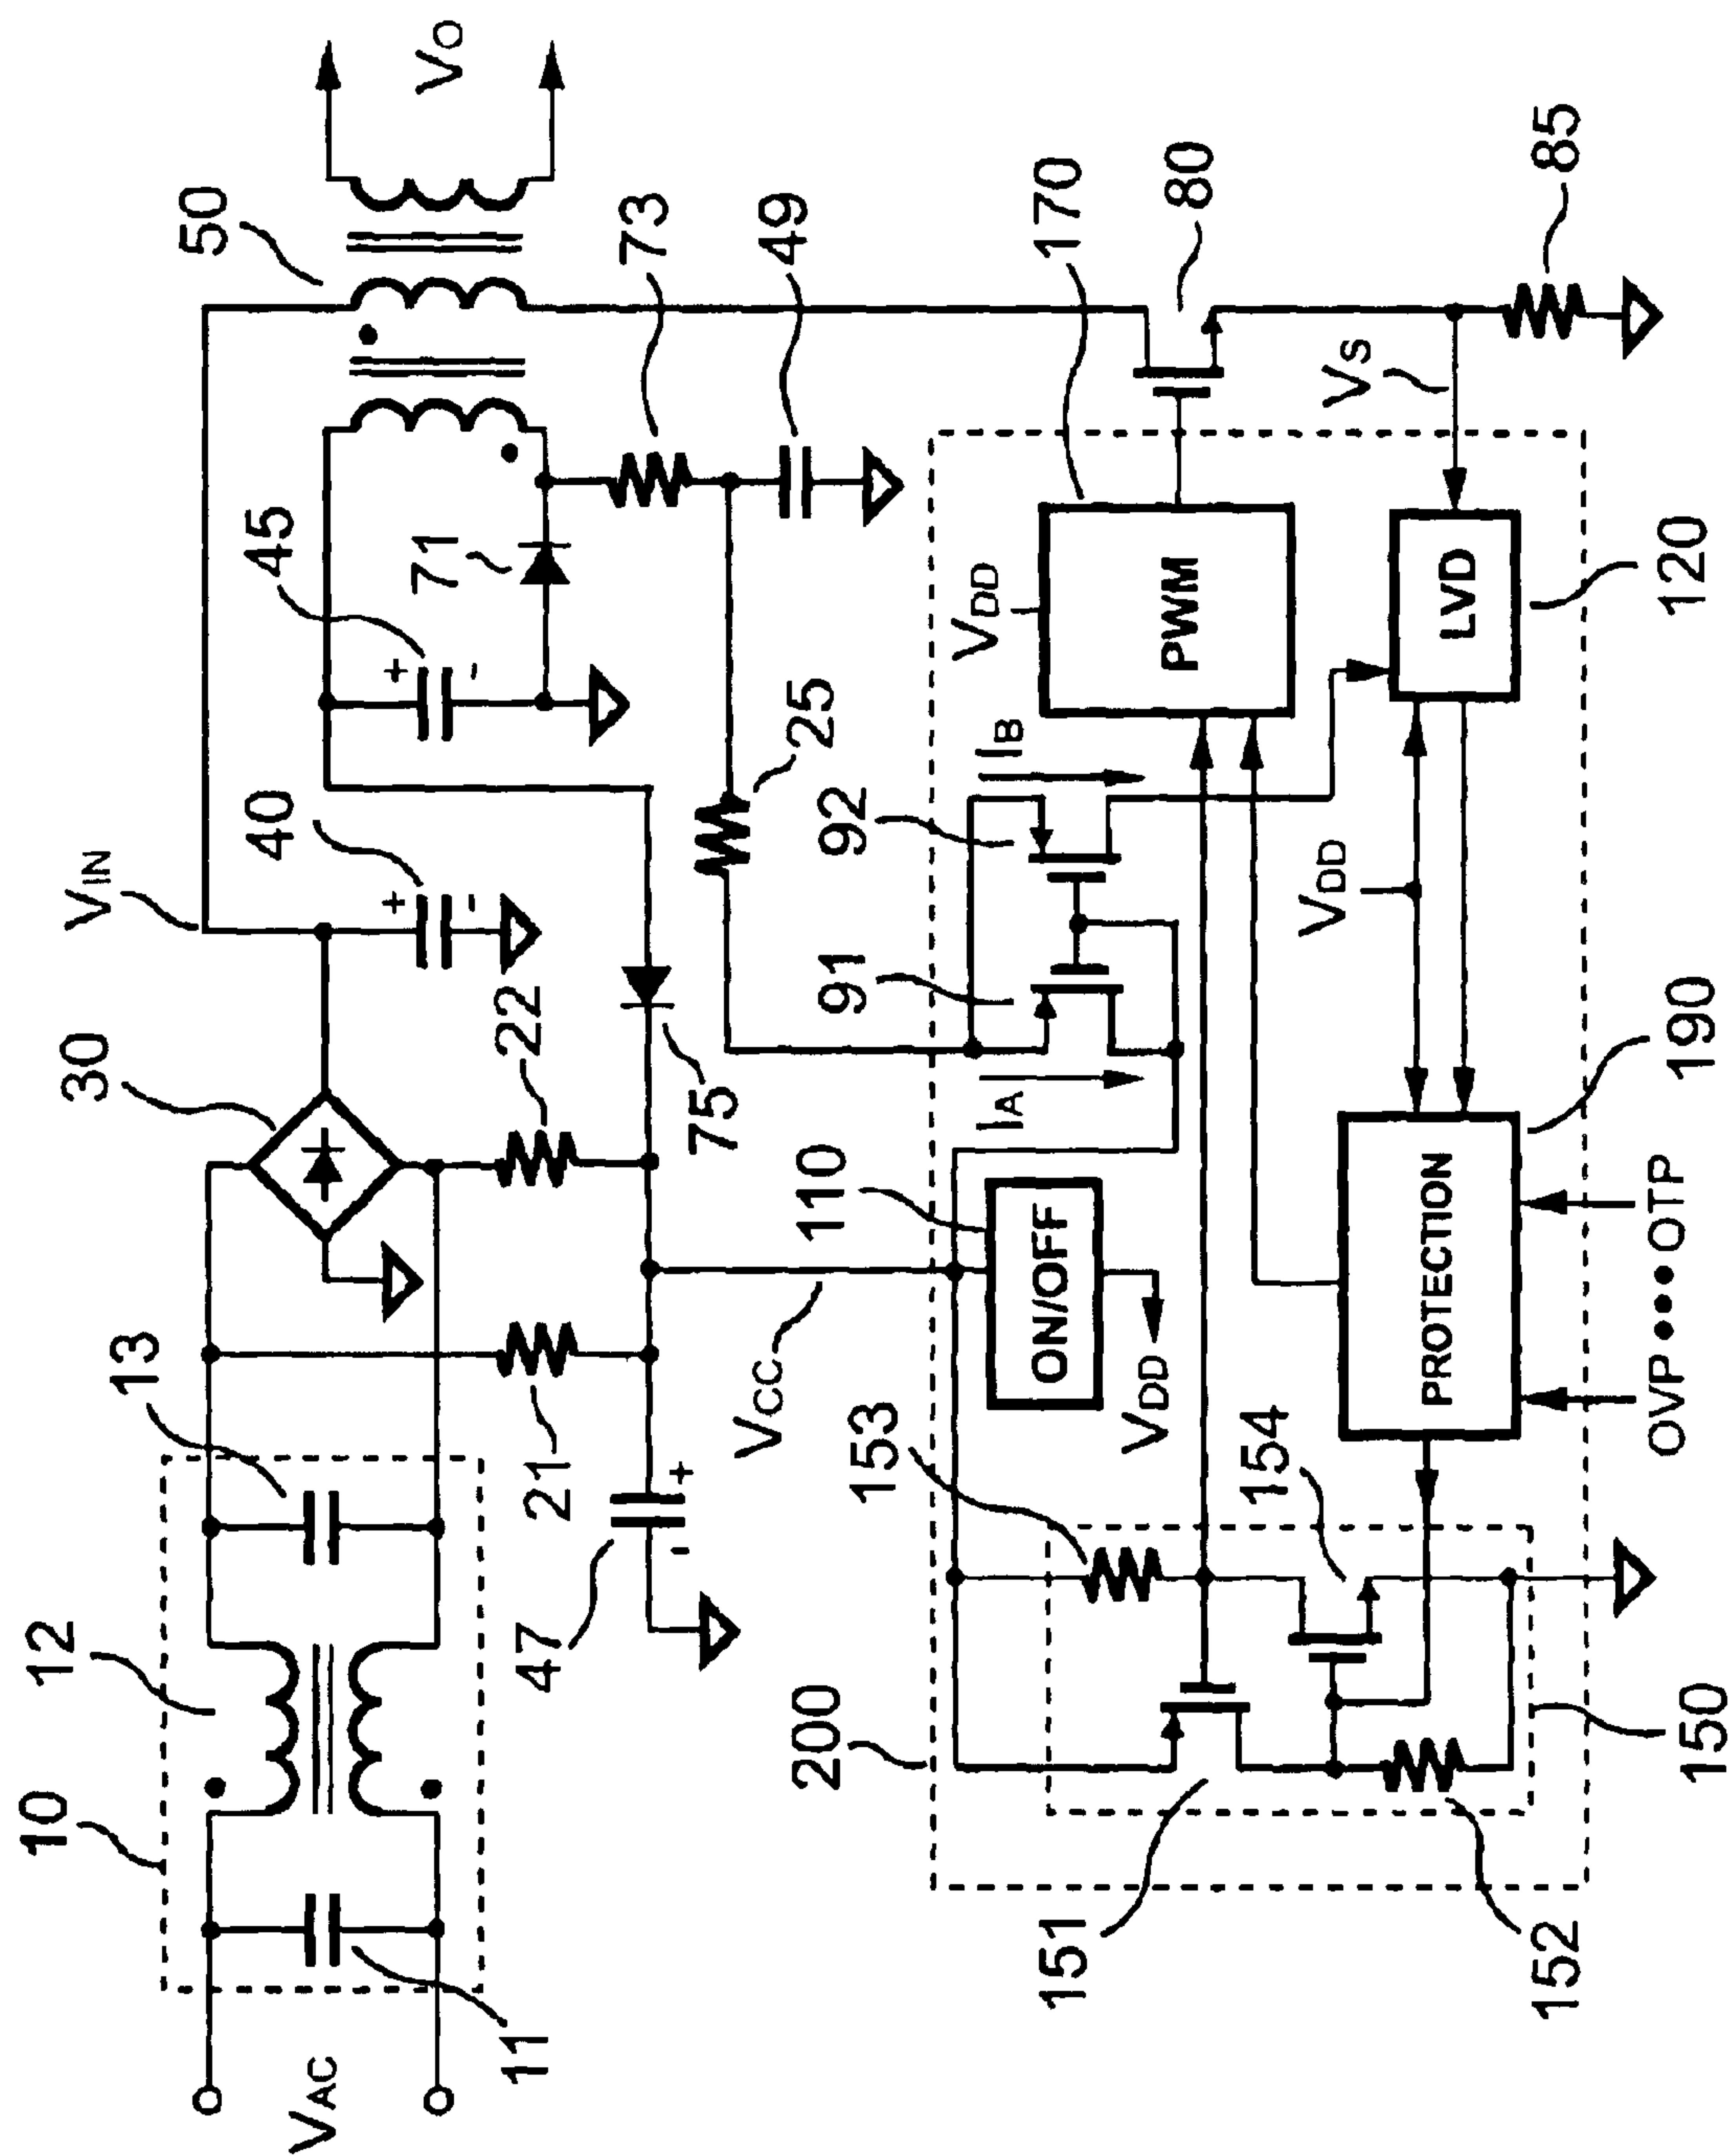 10
12
13
30
VIN
40
45
50
VO
71
73
49
VAC
11
47
21
22
75
25
+
-
+
-
-
+
VCC
110
ON/OFF
VDD
IA
91
92
IB
VDD
PWM
170
80
200
153
154
151
152
150
PROTECTION
190
OVP ••• OTP
VDD
LVD
120
VS
85